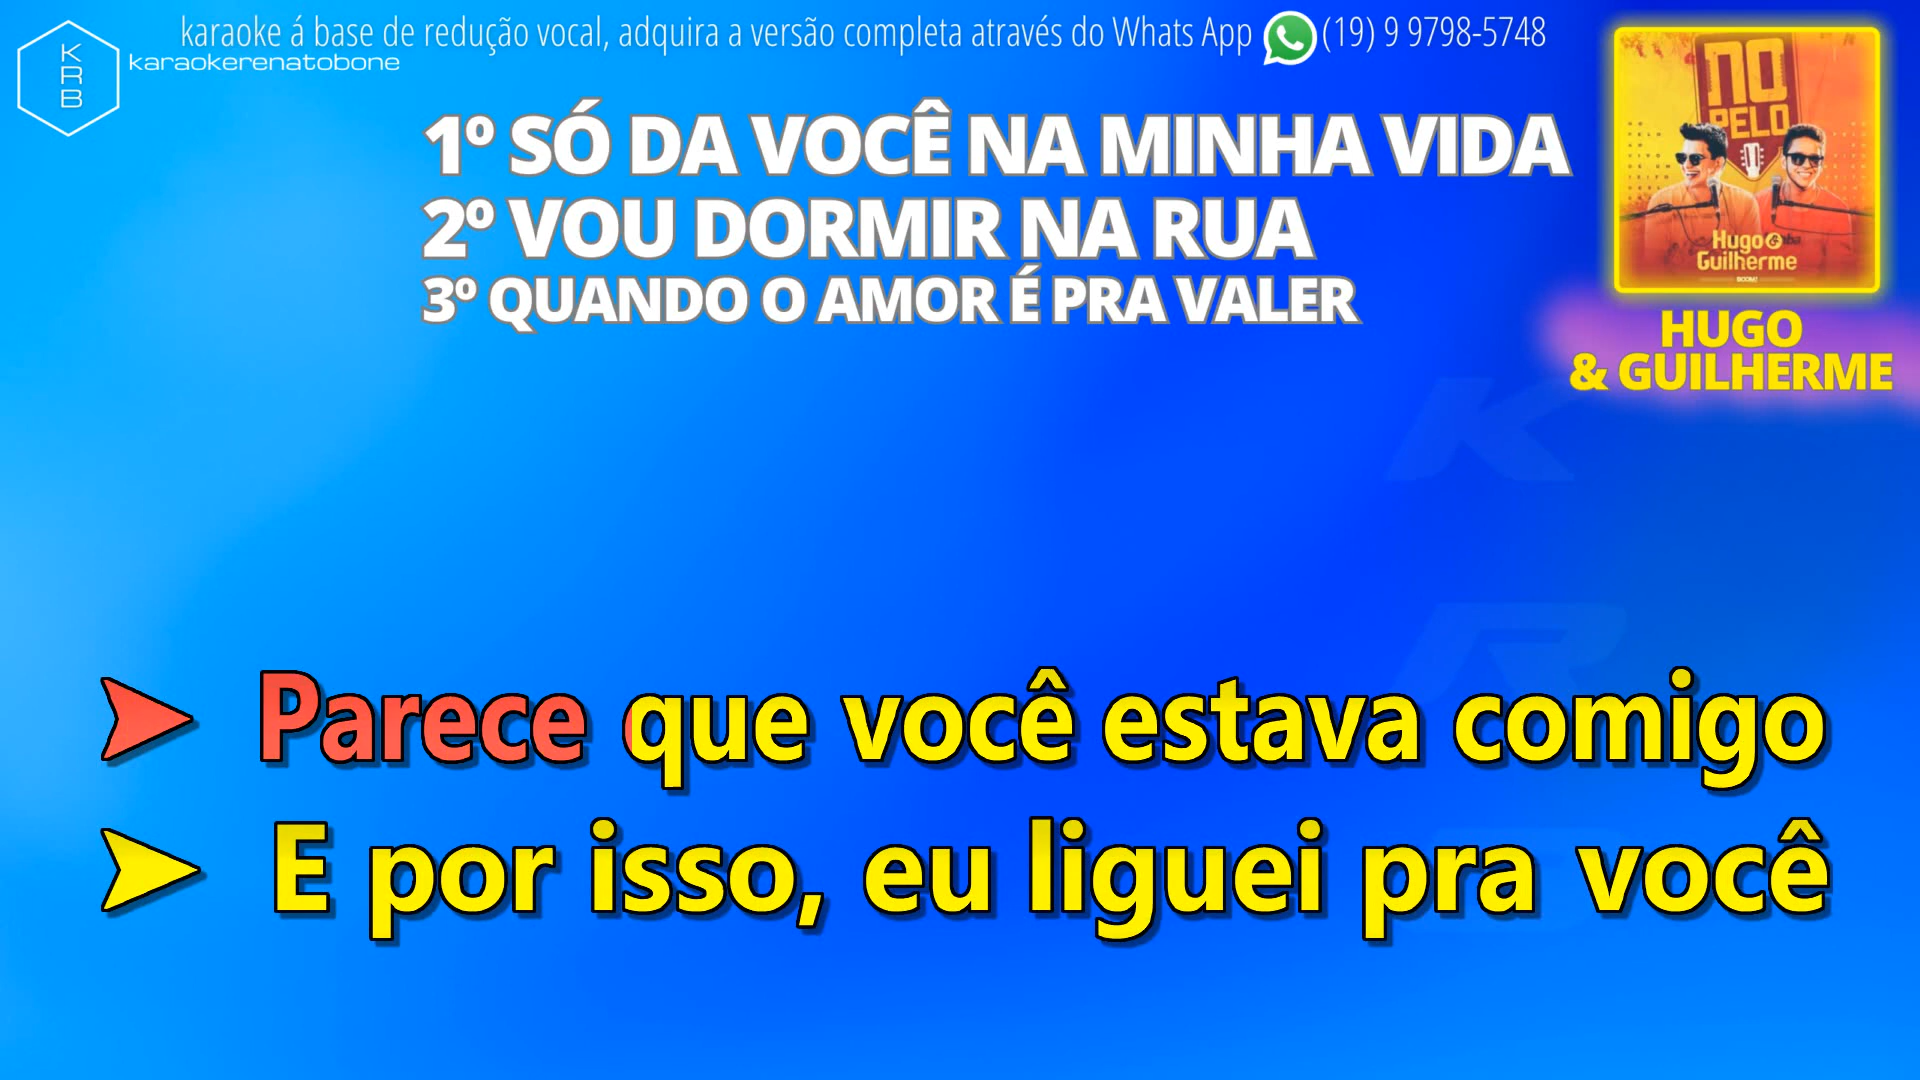 karaoke á base de redução vocal, adquira a versão completa através do Whats App (19) 9 9798-5748
KRB
karaokerenatobone
1º SÓ DA VOCÊ NA MINHA VIDA
2º VOU DORMIR NA RUA
3º QUANDO O AMOR É PRA VALER
NO
PELO
Hugo &
Guilherme
HUGO
& GUILHERME
K
R
Parece que você estava comigo
E por isso, eu liguei pra você